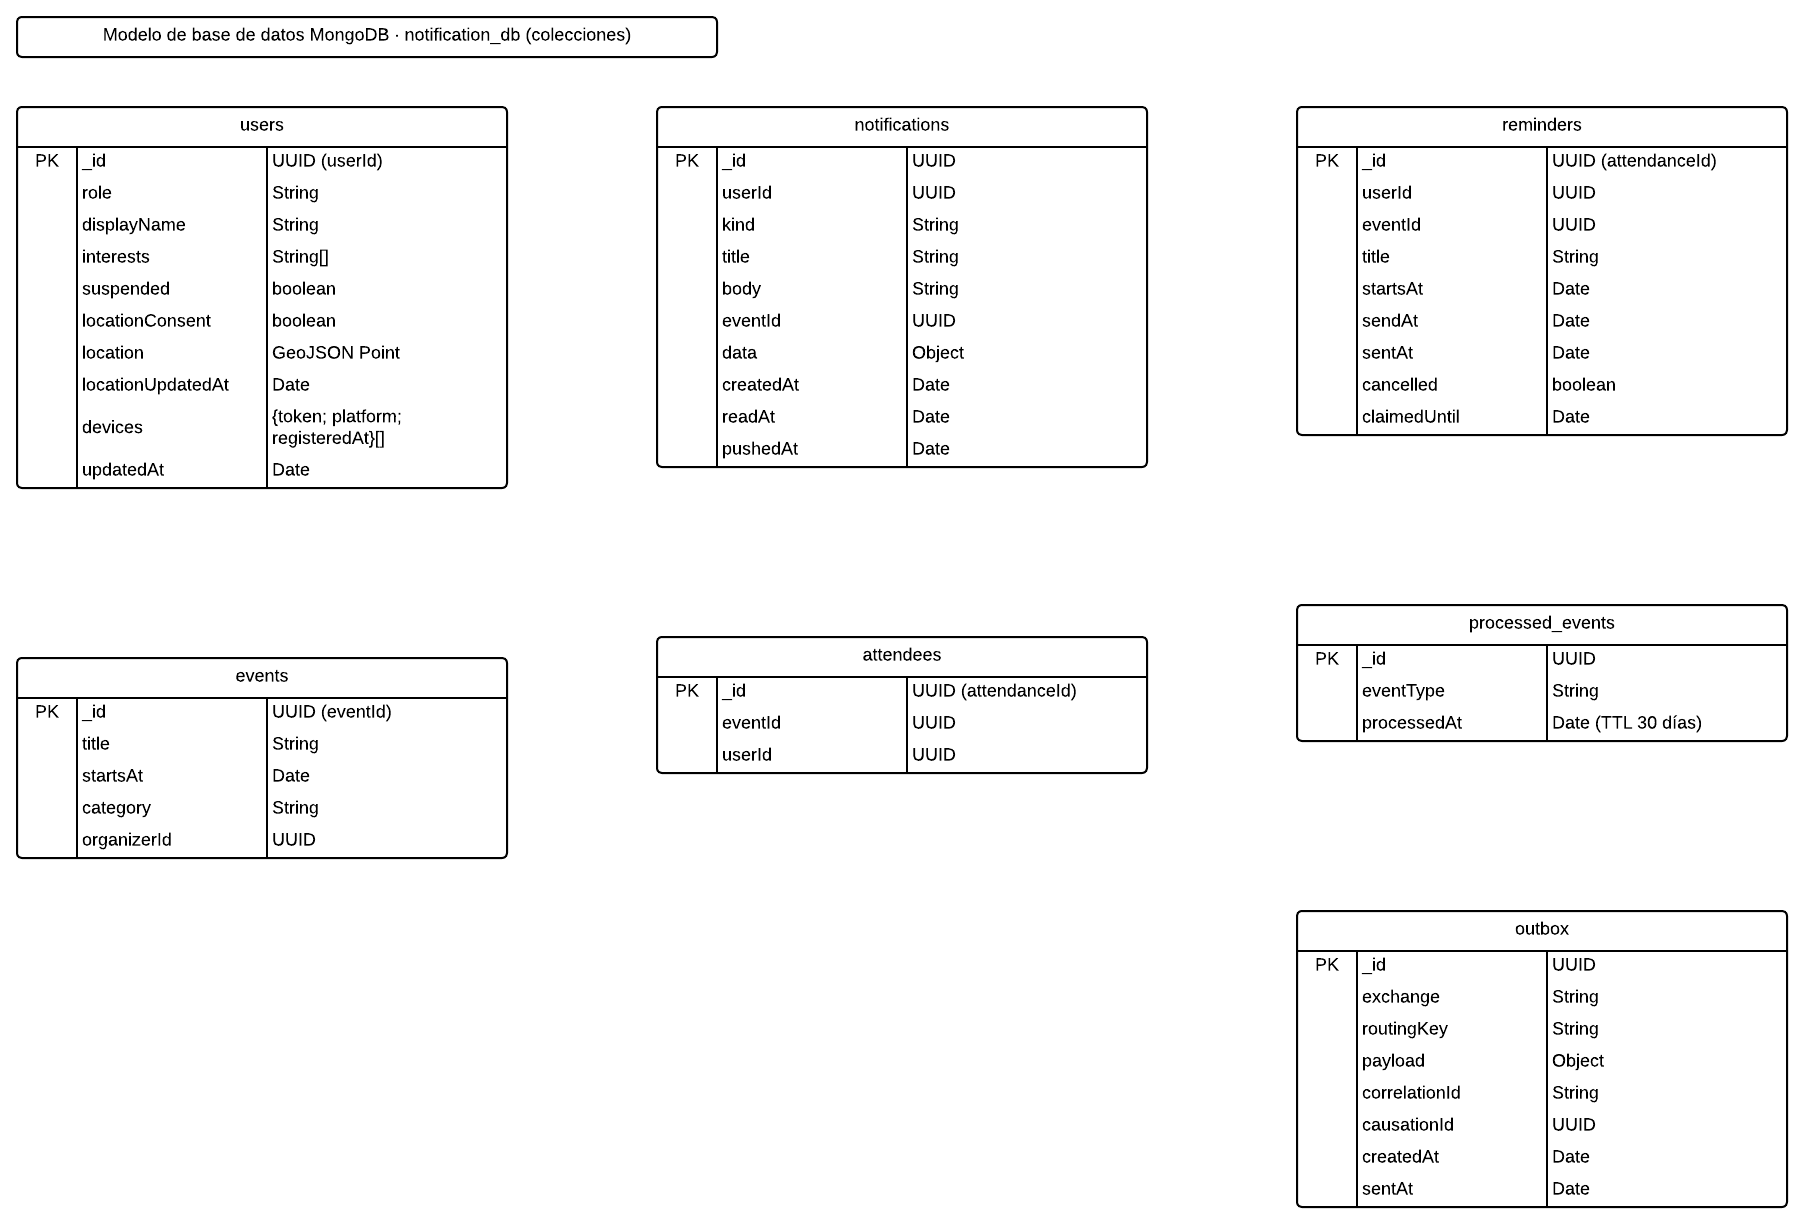 Modelo de base de datos MongoDB · notification_db (colecciones)
users
PK _id UUID (userId)
role String
displayName String
interests String[]
suspended boolean
locationConsent boolean
location GeoJSON Point
locationUpdatedAt Date
devices {token; platform;
registeredAt}[]
updatedAt Date
notifications
PK _id UUID
userId UUID
kind String
title String
body String
eventId UUID
data Object
createdAt Date
readAt Date
pushedAt Date
reminders
PK _id UUID (attendanceId)
userId UUID
eventId UUID
title String
startsAt Date
sendAt Date
sentAt Date
cancelled boolean
claimedUntil Date
events
PK _id UUID (eventId)
title String
startsAt Date
category String
organizerId UUID
attendees
PK _id UUID (attendanceId)
eventId UUID
userId UUID
processed_events
PK _id UUID
eventType String
processedAt Date (TTL 30 días)
outbox
PK _id UUID
exchange String
routingKey String
payload Object
correlationId String
causationId UUID
createdAt Date
sentAt Date